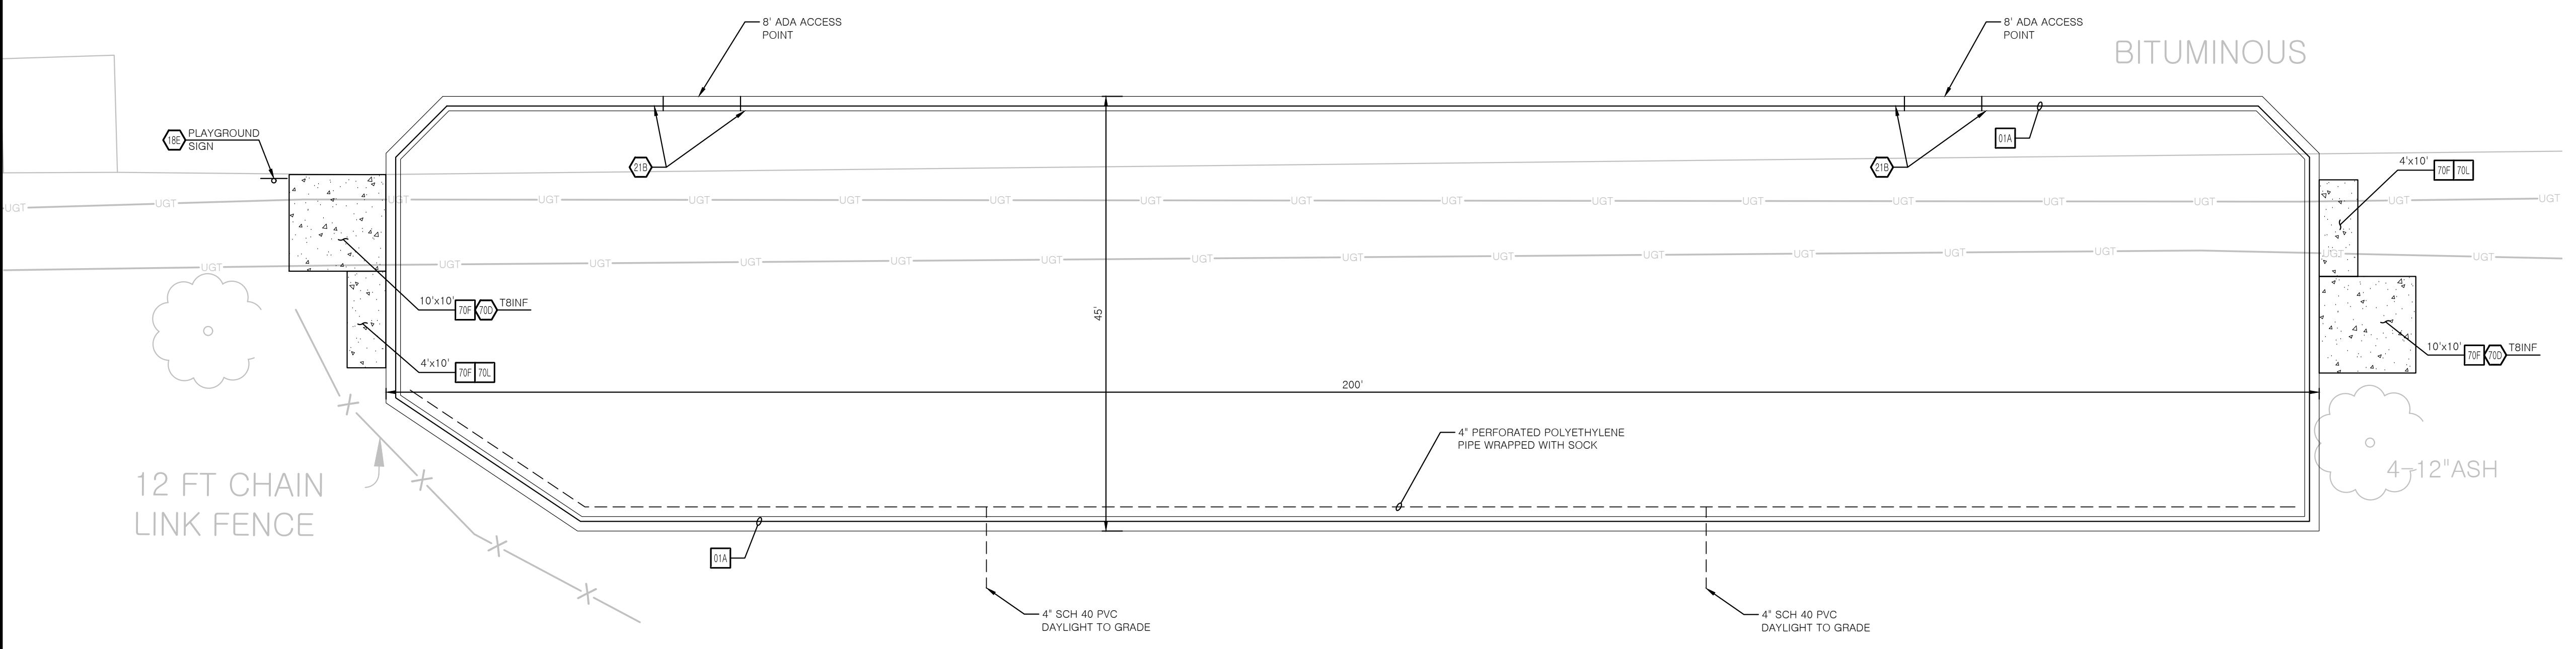 8' ADA ACCESS
POINT
8' ADA ACCESS
POINT
BITUMINOUS
18E
PLAYGROUND
SIGN
21B
21B
01A
4'x10'
70F 70L
UGT UGT UGT UGT UGT UGT UGT UGT UGT UGT UGT UGT UGT UGT UGT UGT UGT UGT
UGT UGT UGT UGT UGT UGT UGT UGT UGT UGT UGT UGT UGT UGT UGT
10'x10' 70F 70D T8INF
4'x10' 70F 70L
45'
10'x10' 70F 70D T8INF
200'
4" PERFORATED POLYETHYLENE
PIPE WRAPPED WITH SOCK
12 FT CHAIN
LINK FENCE
4-12"ASH
01A
4" SCH 40 PVC
DAYLIGHT TO GRADE
4" SCH 40 PVC
DAYLIGHT TO GRADE